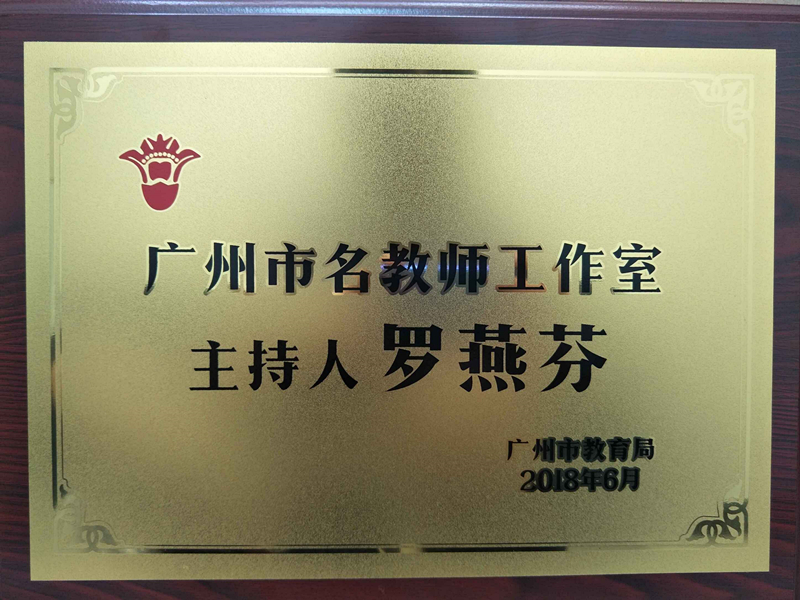 广州市名教师工作室
主持人 罗燕芬
广州市教育局
2018年6月